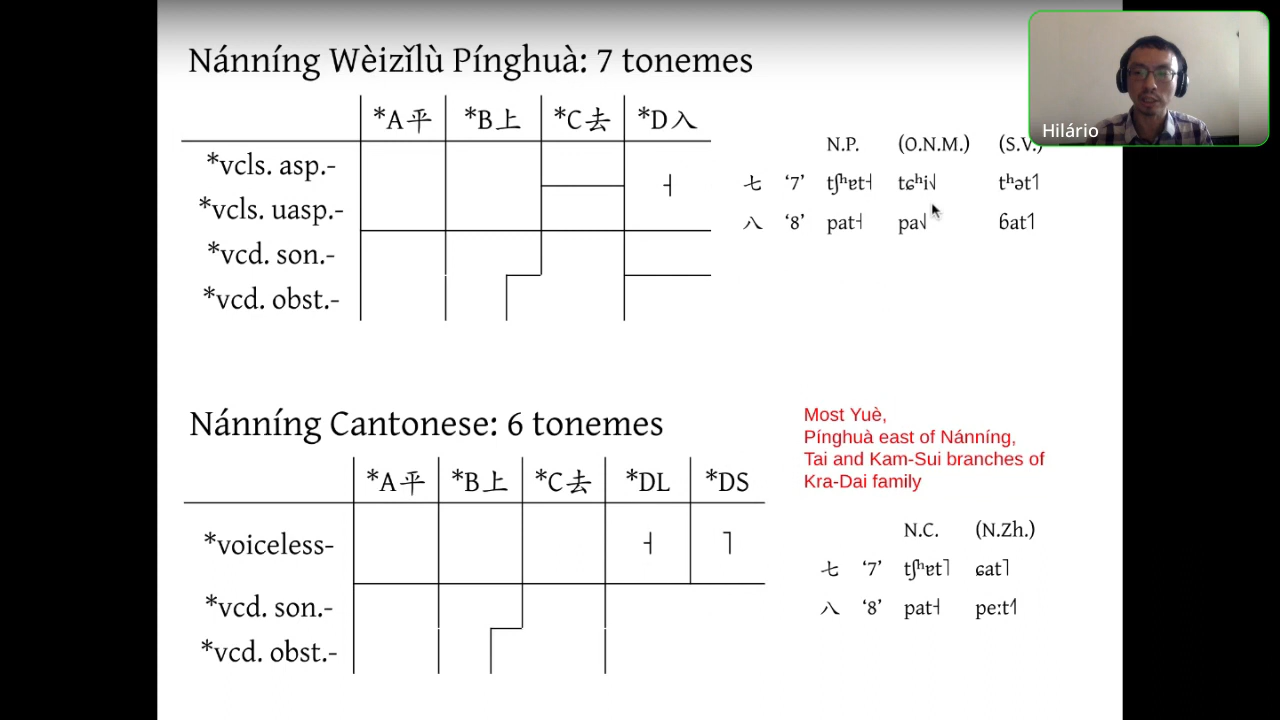 Nánníng Wèizǐlù Pínghuà: 7 tonemes
*A平 *B上 *C去 *D入
*vcls. asp.-
*vcls. uasp.- ˧
*vcd. son.-
*vcd. obst.-
N.P. (O.N.M.) (S.V.)
七 ‘7’ tʃʰɐt˧ tɕʰi˨˩ tʰət˦˥
八 ‘8’ pat˧ pa˨˩ ɓat˦˥
Hilário
Nánníng Cantonese: 6 tonemes
*A平 *B上 *C去 *DL *DS
*voiceless- ˧ ˥
*vcd. son.-
*vcd. obst.-
Most Yuè,
Pínghuà east of Nánníng,
Tai and Kam-Sui branches of
Kra-Dai family
N.C. (N.Zh.)
七 ‘7’ tʃʰɐt˥ ɕat˥
八 ‘8’ pat˧ pe:t˧˥